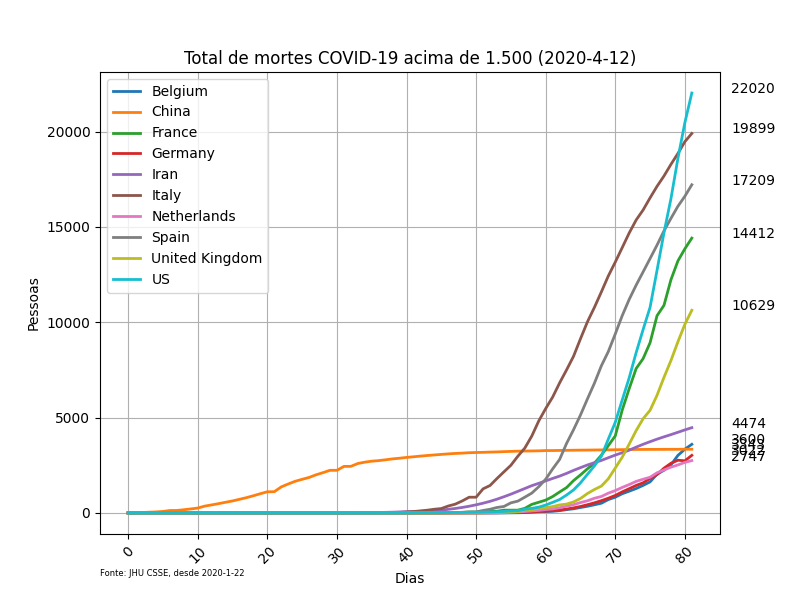 Total de mortes COVID-19 acima de 1.500 (2020-4-12)
Belgium
China
France
Germany
Iran
Italy
Netherlands
Spain
United Kingdom
US
Pessoas
20000
15000
10000
5000
0
22020
19899
17209
14412
10629
4474
3600
2747
0 10 20 30 40 50 60 70 80
Dias
Fonte: JHU CSSE, desde 2020-1-22